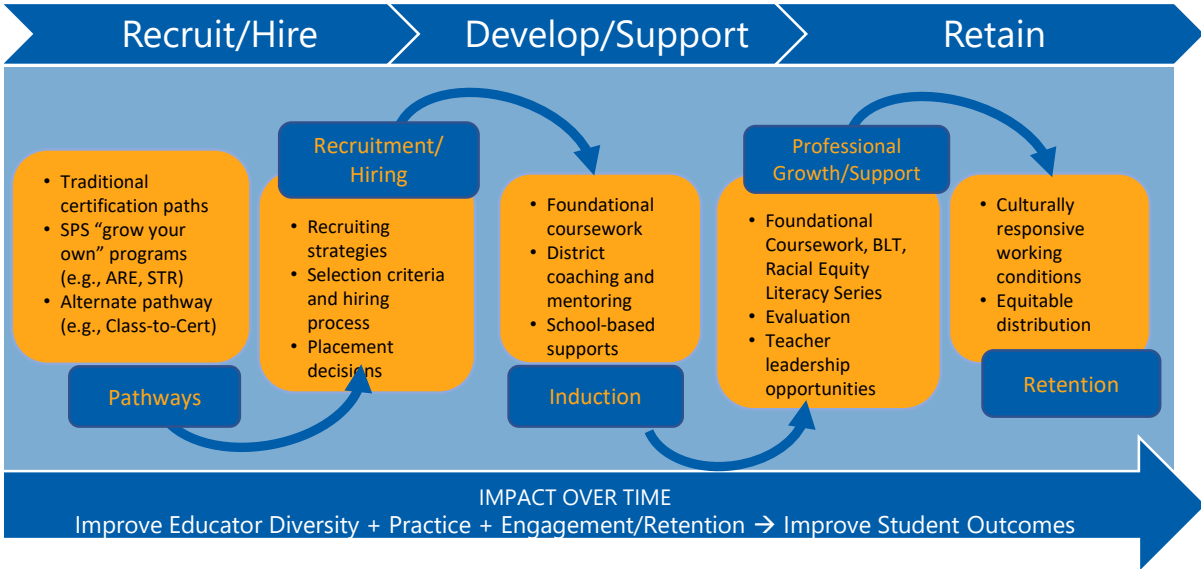 Recruit/Hire
Develop/Support
Retain
• Traditional
certification paths
• SPS “grow your
own” programs
(e.g., ARE, STR)
• Alternate pathway
(e.g., Class-to-Cert)
Pathways
Recruitment/
Hiring
• Recruiting
strategies
• Selection criteria
and hiring
process
• Placement
decisions
• Foundational
coursework
• District
coaching and
mentoring
• School-based
supports
Induction
Professional
Growth/Support
• Foundational
Coursework, BLT,
Racial Equity
Literacy Series
• Evaluation
• Teacher
leadership
opportunities
• Culturally
responsive
working
conditions
• Equitable
distribution
Retention
IMPACT OVER TIME
Improve Educator Diversity + Practice + Engagement/Retention → Improve Student Outcomes